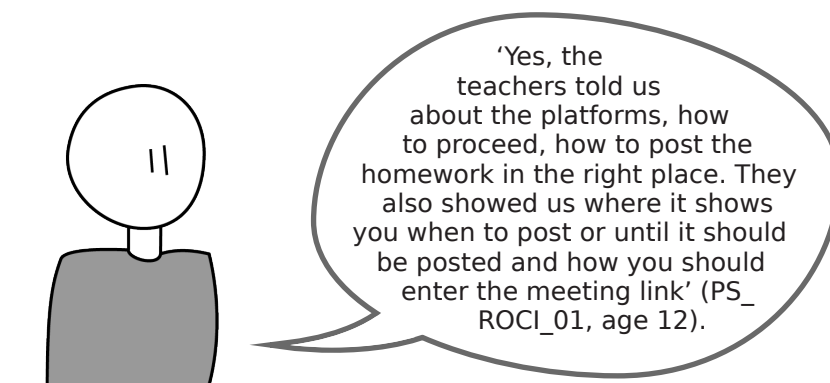 ‘Yes, the
teachers told us
about the platforms, how
to proceed, how to post the
homework in the right place. They
also showed us where it shows
you when to post or until it should
be posted and how you should
enter the meeting link’ (PS_
ROCI_01, age 12).